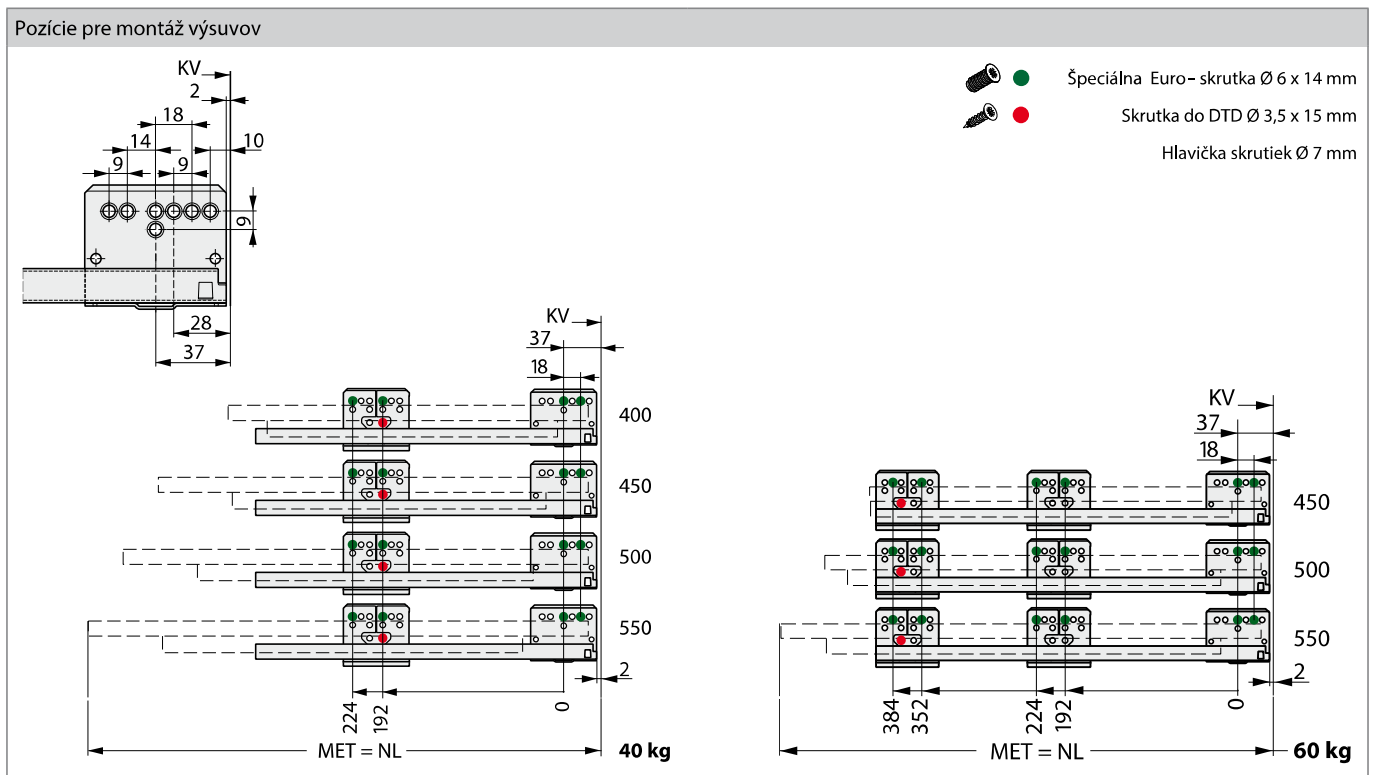 Pozície pre montáž výsuvov
KV
2
18
14
10
9
9
9
28
37
Špeciálna Euro- skrutka Ø 6 x 14 mm
Skrutka do DTD Ø 3,5 x 15 mm
Hlavička skrutiek Ø 7 mm
KV
37
18
400
450
500
550
2
224
192
0
MET = NL
40 kg
KV
37
18
450
500
550
2
384
352
224
192
0
MET = NL
60 kg